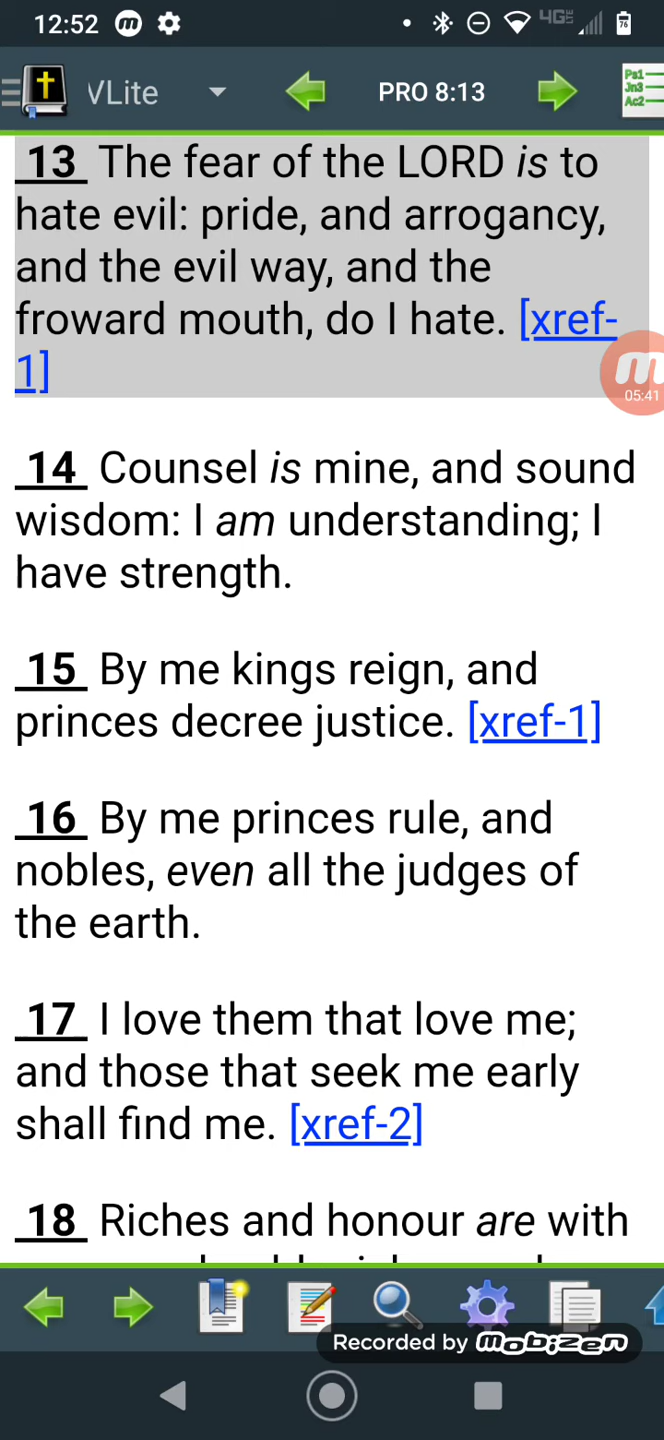 12:52 m
4G
76
VLite PRO 8:13
Ps1
Jn3
Ac2
13 The fear of the LORD is to
hate evil: pride, and arrogancy,
and the evil way, and the
froward mouth, do I hate. [xref-
1]
m
05:41
14 Counsel is mine, and sound
wisdom: I am understanding; I
have strength.
15 By me kings reign, and
princes decree justice. [xref-1]
16 By me princes rule, and
nobles, even all the judges of
the earth.
17 I love them that love me;
and those that seek me early
shall find me. [xref-2]
18 Riches and honour are with
Recorded by mobizen